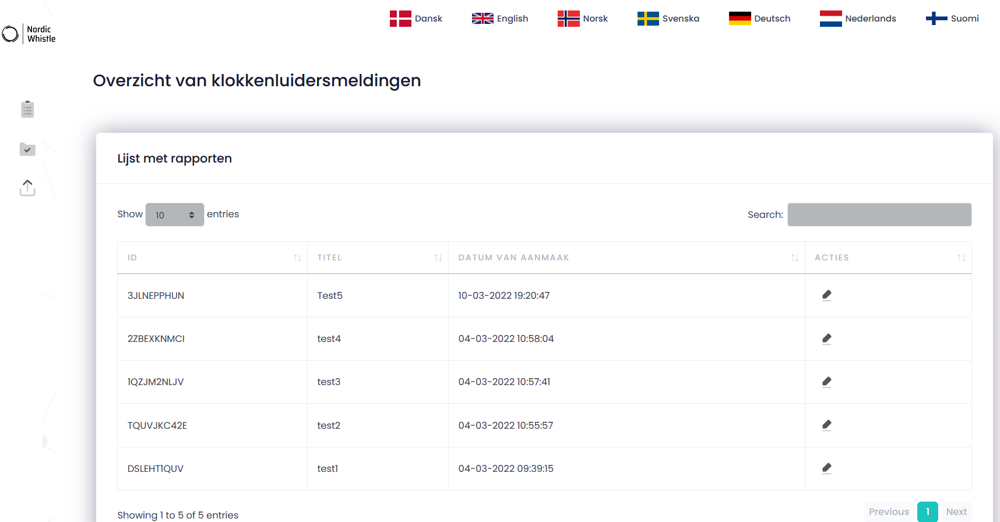 Nordic
Whistle
Dansk English Norsk Svenska Deutsch Nederlands Suomi
Overzicht van klokkenluidersmeldingen
Lijst met rapporten
Show 10 entries Search:
ID TITEL DATUM VAN AANMAAK ACTIES
3JLNEPPHUN Test5 10-03-2022 19:20:47
2ZBEXKNMCI test4 04-03-2022 10:58:04
1QZJM2NLJV test3 04-03-2022 10:57:41
TQUVJKC42E test2 04-03-2022 10:55:57
DSLEHT1QUV test1 04-03-2022 09:39:15
Showing 1 to 5 of 5 entries Previous 1 Next